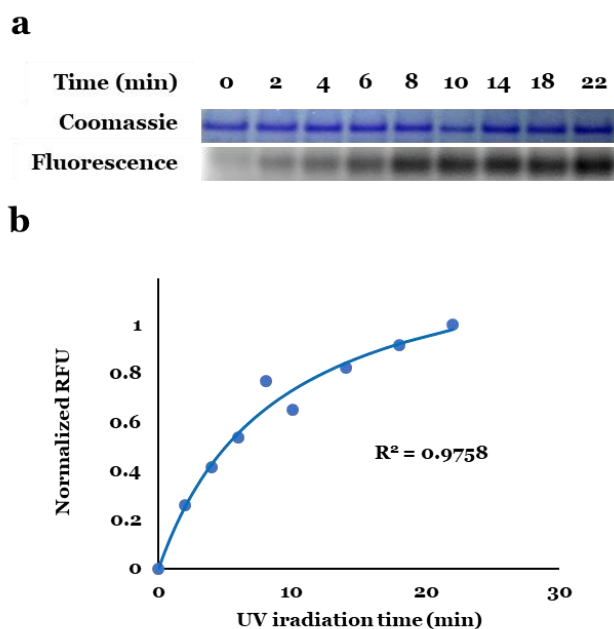 a
Time (min) 0 2 4 6 8 10 14 18 22
Coomassie
Fluorescence
b
1
0.8
0.6
0.4
0.2
0
Normalized RFU
R² = 0.9758
0 10 20 30
UV iradiation time (min)